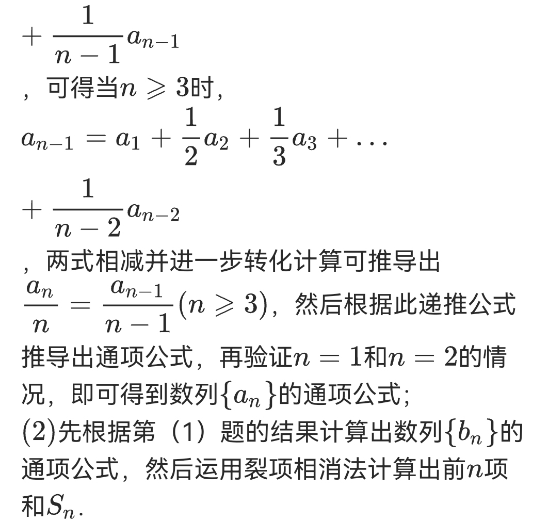 $+ \dfrac{1}{n-1}a_{n-1}$
，可得当$n \geqslant 3$时，
$a_{n-1} = a_1 + \dfrac{1}{2}a_2 + \dfrac{1}{3}a_3 + \ldots$
$+ \dfrac{1}{n-2}a_{n-2}$
，两式相减并进一步转化计算可推导出
$\dfrac{a_n}{n} = \dfrac{a_{n-1}}{n-1}(n \geqslant 3)$，然后根据此递推公式
推导出通项公式，再验证$n = 1$和$n = 2$的情
况，即可得到数列$\{a_n\}$的通项公式；
(2)先根据第（1）题的结果计算出数列$\{b_n\}$的
通项公式，然后运用裂项相消法计算出前$n$项
和$S_n$．